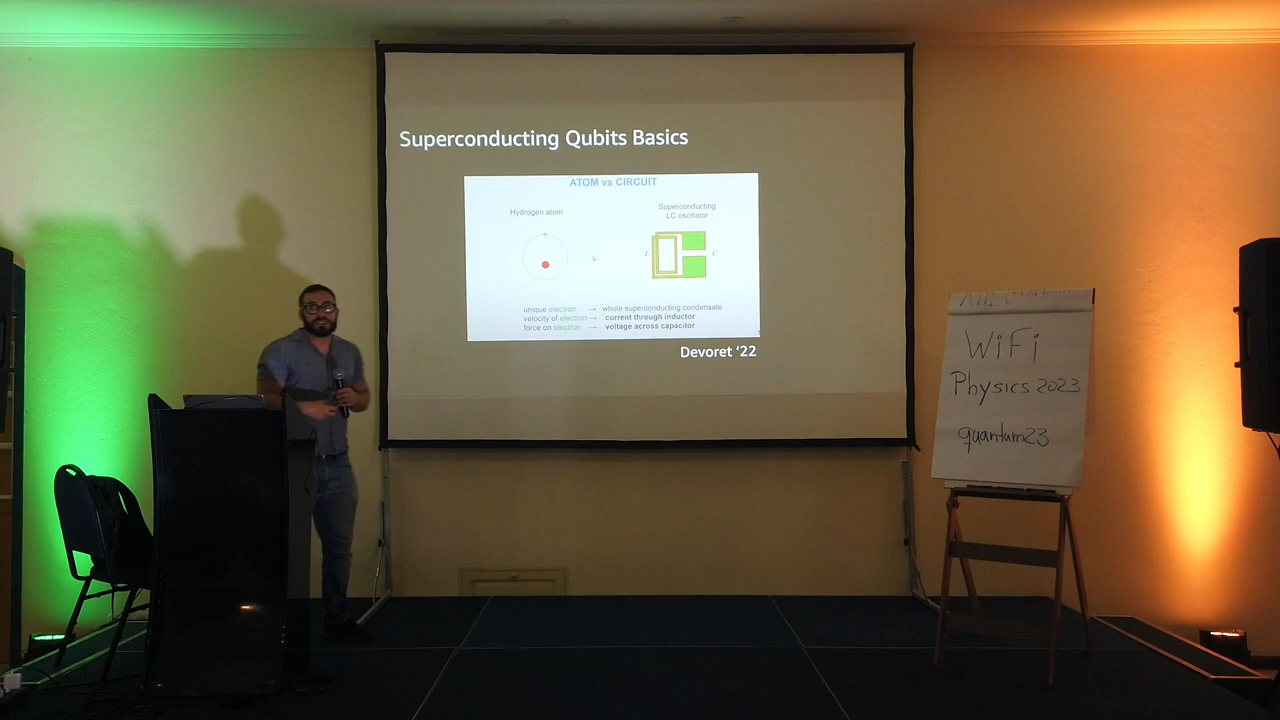 Superconducting Qubits Basics
ATOM vs CIRCUIT
Hydrogen atom
Superconducting
LC oscillator
L
C
unique electron → whole superconducting condensate
velocity of electron → current through inductor
force on electron → voltage across capacitor
Devoret '22
WiFi
Physics 2023
quantum23